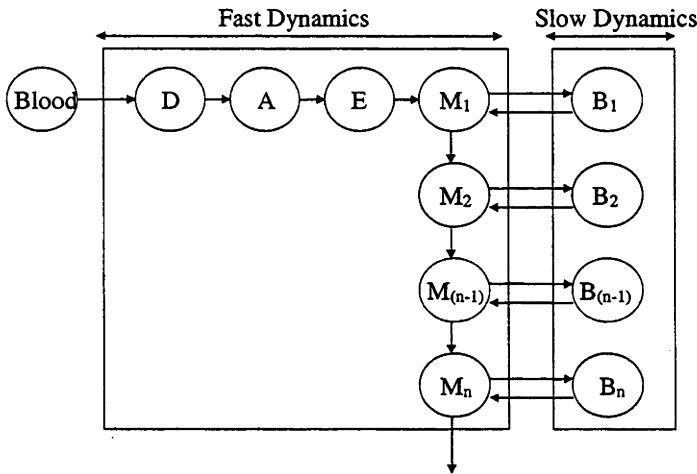 Fast Dynamics Slow Dynamics
Blood D A E M₁ B₁
M₂ B₂
M₍ₙ₋₁₎ B₍ₙ₋₁₎
Mₙ Bₙ